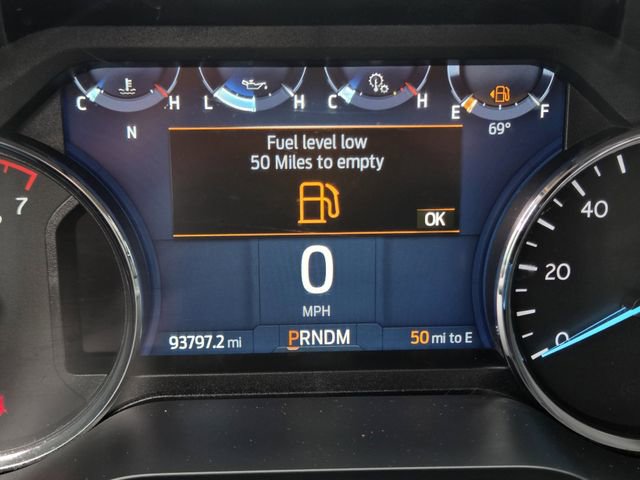 C H L H C H E F
N 69°
Fuel level low
50 Miles to empty
OK
7
40
0
20
MPH
0
93797.2 mi PRNDM 50 mi to E